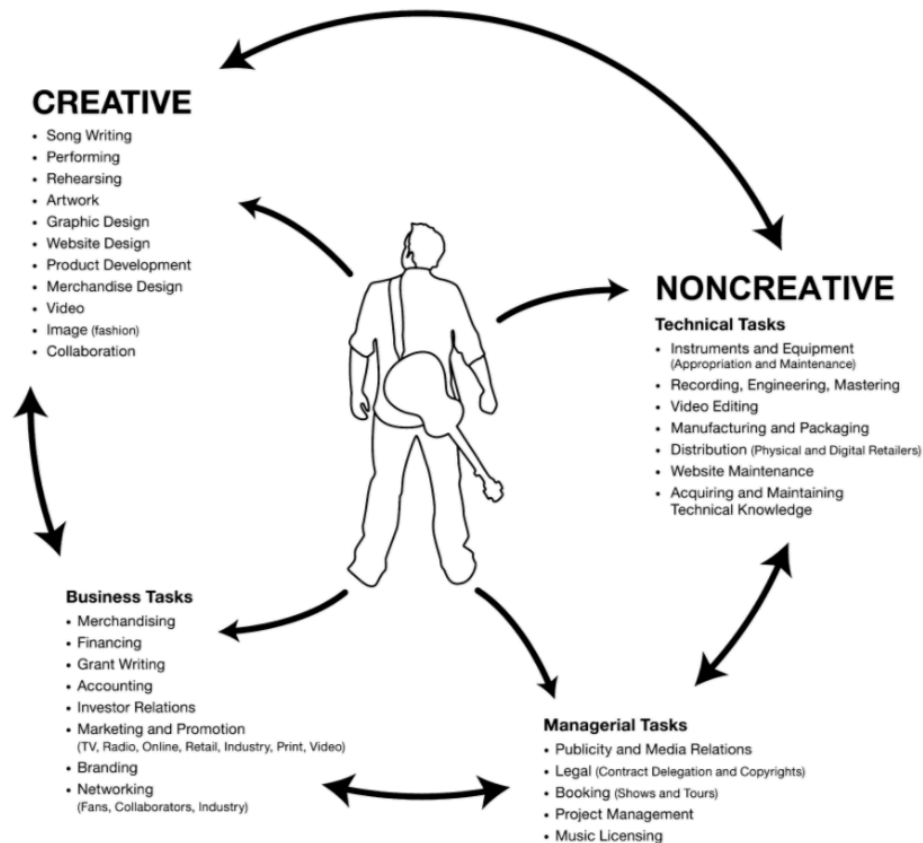 CREATIVE
• Song Writing
• Performing
• Rehearsing
• Artwork
• Graphic Design
• Website Design
• Product Development
• Merchandise Design
• Video
• Image (fashion)
• Collaboration
NONCREATIVE
Technical Tasks
• Instruments and Equipment
(Appropriation and Maintenance)
• Recording, Engineering, Mastering
• Video Editing
• Manufacturing and Packaging
• Distribution (Physical and Digital Retailers)
• Website Maintenance
• Acquiring and Maintaining
Technical Knowledge
Business Tasks
• Merchandising
• Financing
• Grant Writing
• Accounting
• Investor Relations
• Marketing and Promotion
(TV, Radio, Online, Retail, Industry, Print, Video)
• Branding
• Networking
(Fans, Collaborators, Industry)
Managerial Tasks
• Publicity and Media Relations
• Legal (Contract Delegation and Copyrights)
• Booking (Shows and Tours)
• Project Management
• Music Licensing